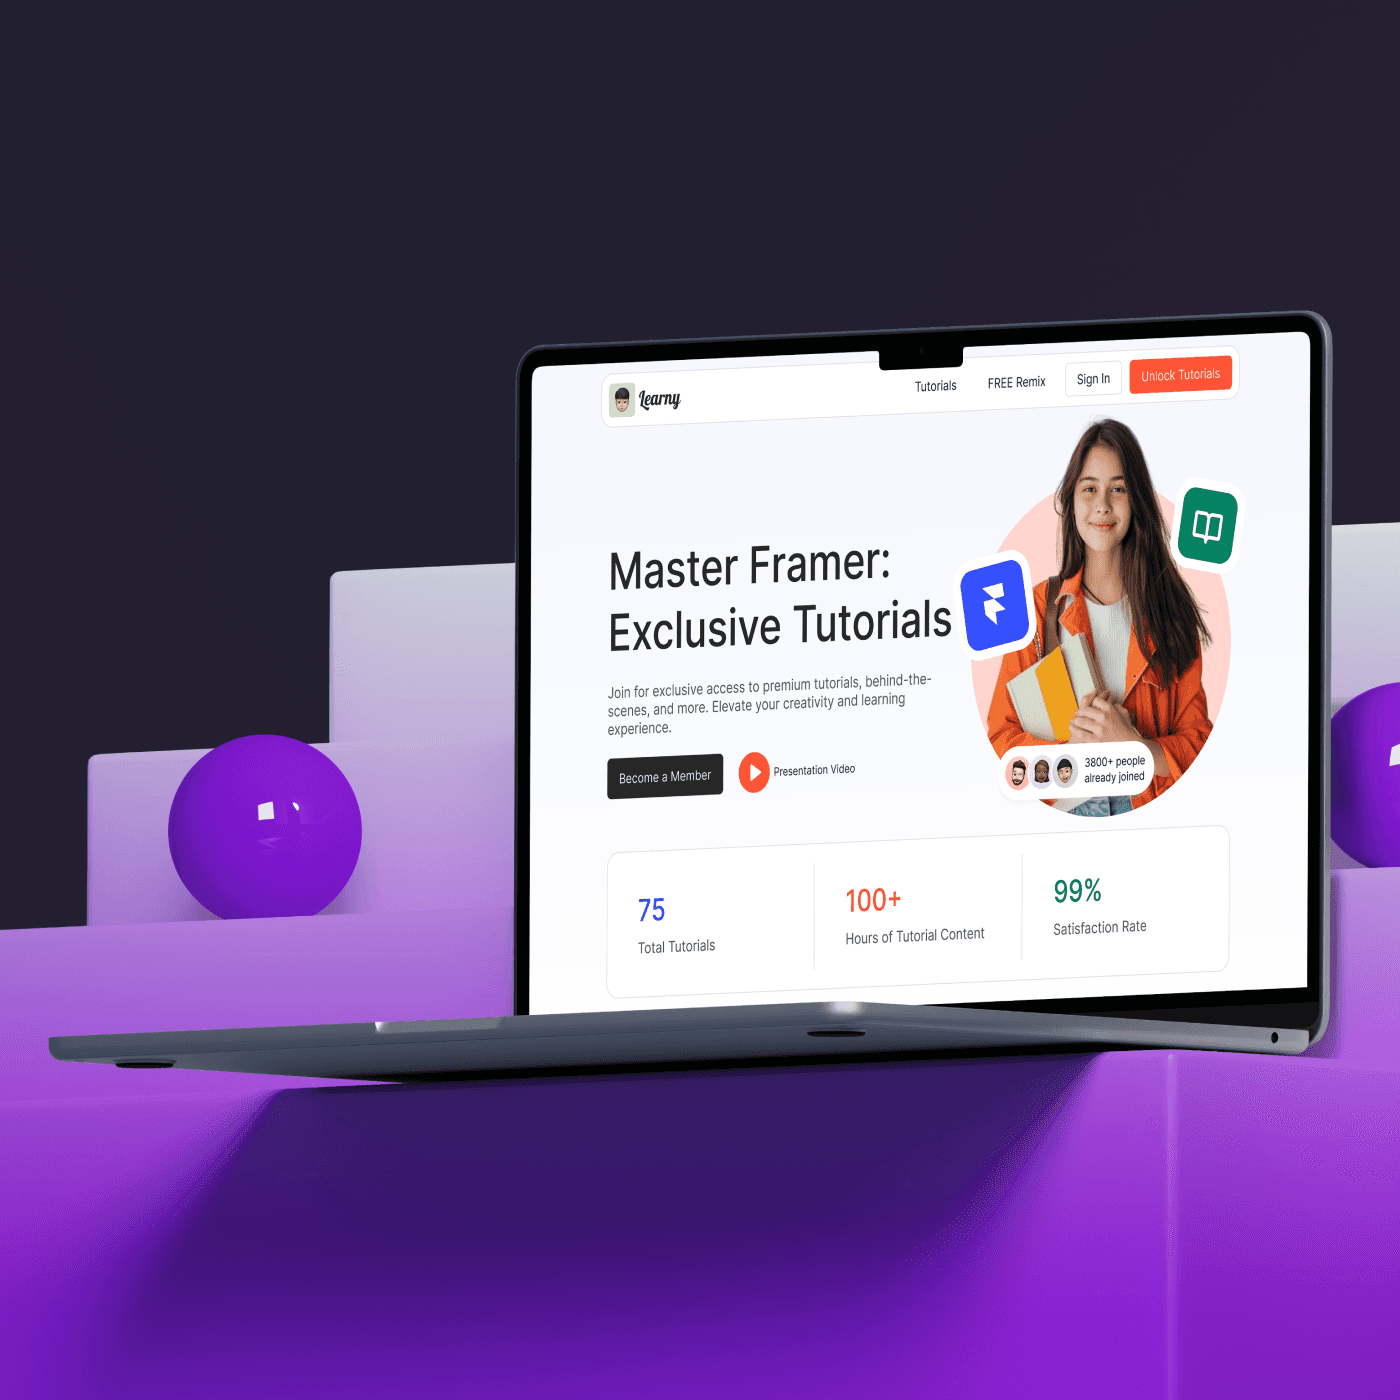 Learny
Tutorials
FREE Remix
Sign In
Unlock Tutorials
Master Framer:
Exclusive Tutorials
Join for exclusive access to premium tutorials, behind-the-
scenes, and more. Elevate your creativity and learning
experience.
Become a Member
Presentation Video
3800+ people
already joined
75
Total Tutorials
100+
Hours of Tutorial Content
99%
Satisfaction Rate